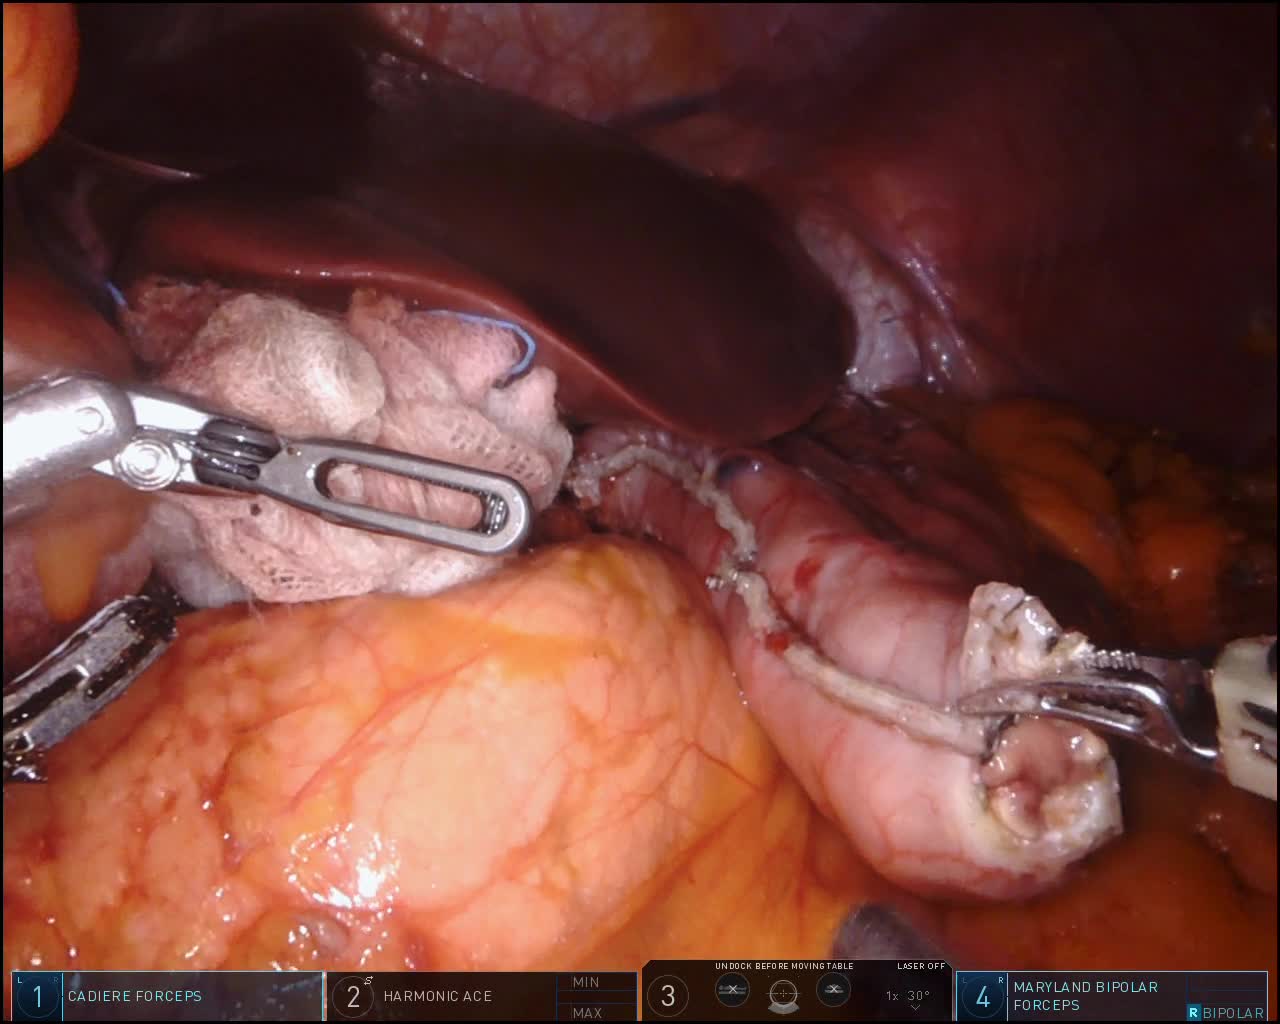 UNDOCK BEFORE MOVING TABLE LASER OFF
L R
1 CADIERE FORCEPS
2 S HARMONIC ACE MIN
MAX
3 1x 30°
4 R MARYLAND BIPOLAR
FORCEPS
R BIPOLAR